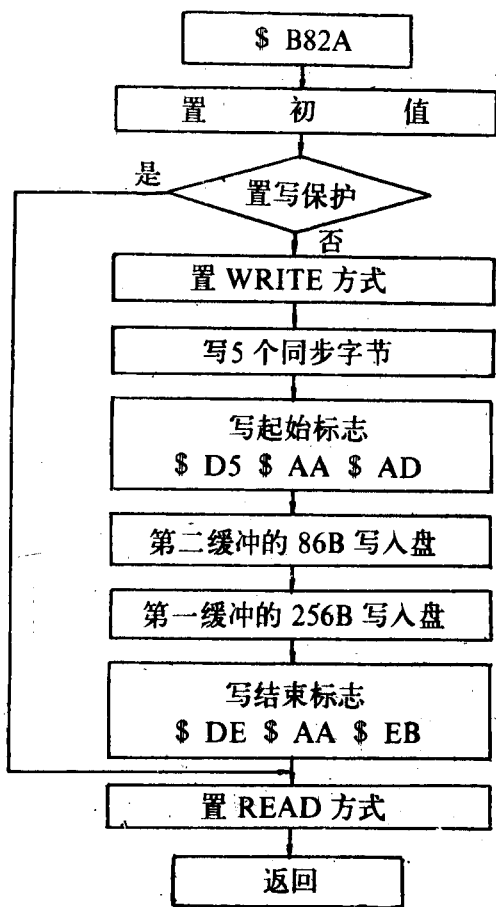 $ B82A
置 初 值
是
置写保护
否
置 WRITE 方式
写5个同步字节
写起始标志
$ D5 $ AA $ AD
第二缓冲的 86B 写入盘
第一缓冲的 256B 写入盘
写结束标志
$ DE $ AA $ EB
置 READ 方式
返回